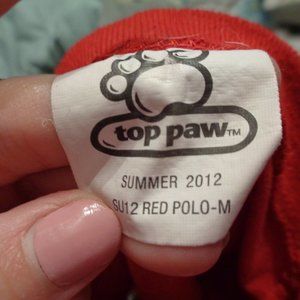 top paw™
SUMMER 2012
SU12 RED POLO-M